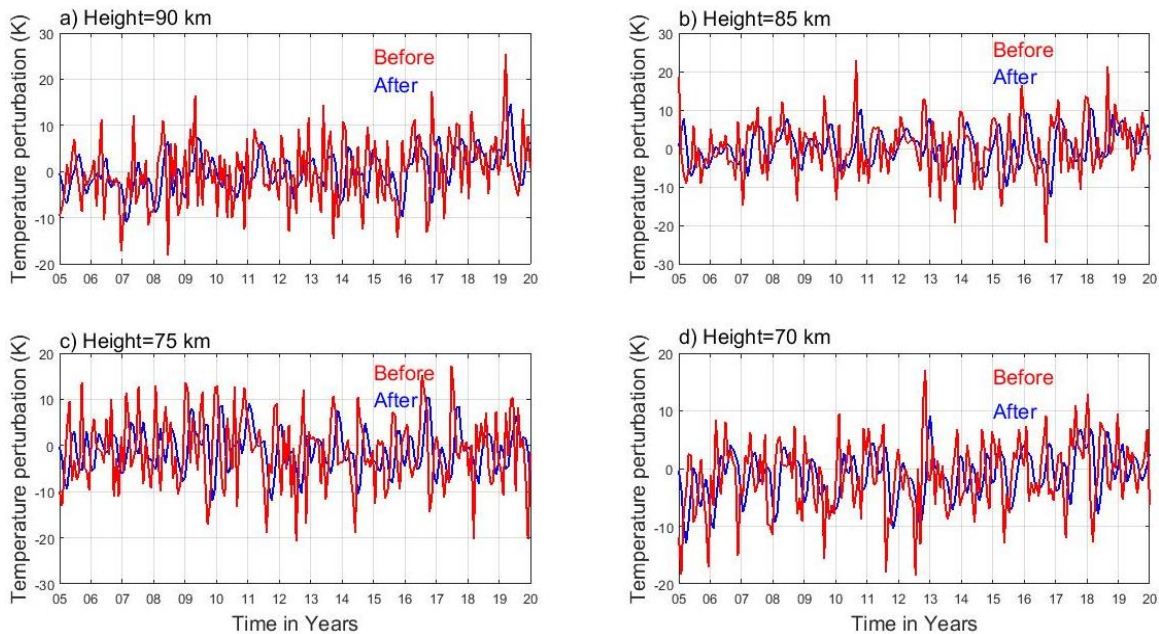 a) Height=90 km
Temperature perturbation (K)
30
20
10
0
-10
-20
Before
After
05 06 07 08 09 10 11 12 13 14 15 16 17 18 19 20
b) Height=85 km
Temperature perturbation (K)
30
20
10
0
-10
-20
-30
Before
After
05 06 07 08 09 10 11 12 13 14 15 16 17 18 19 20
c) Height=75 km
Temperature perturbation (K)
20
10
0
-10
-20
-30
Before
After
05 06 07 08 09 10 11 12 13 14 15 16 17 18 19 20
Time in Years
d) Height=70 km
Temperature perturbation (K)
20
10
0
-10
-20
Before
After
05 06 07 08 09 10 11 12 13 14 15 16 17 18 19 20
Time in Years